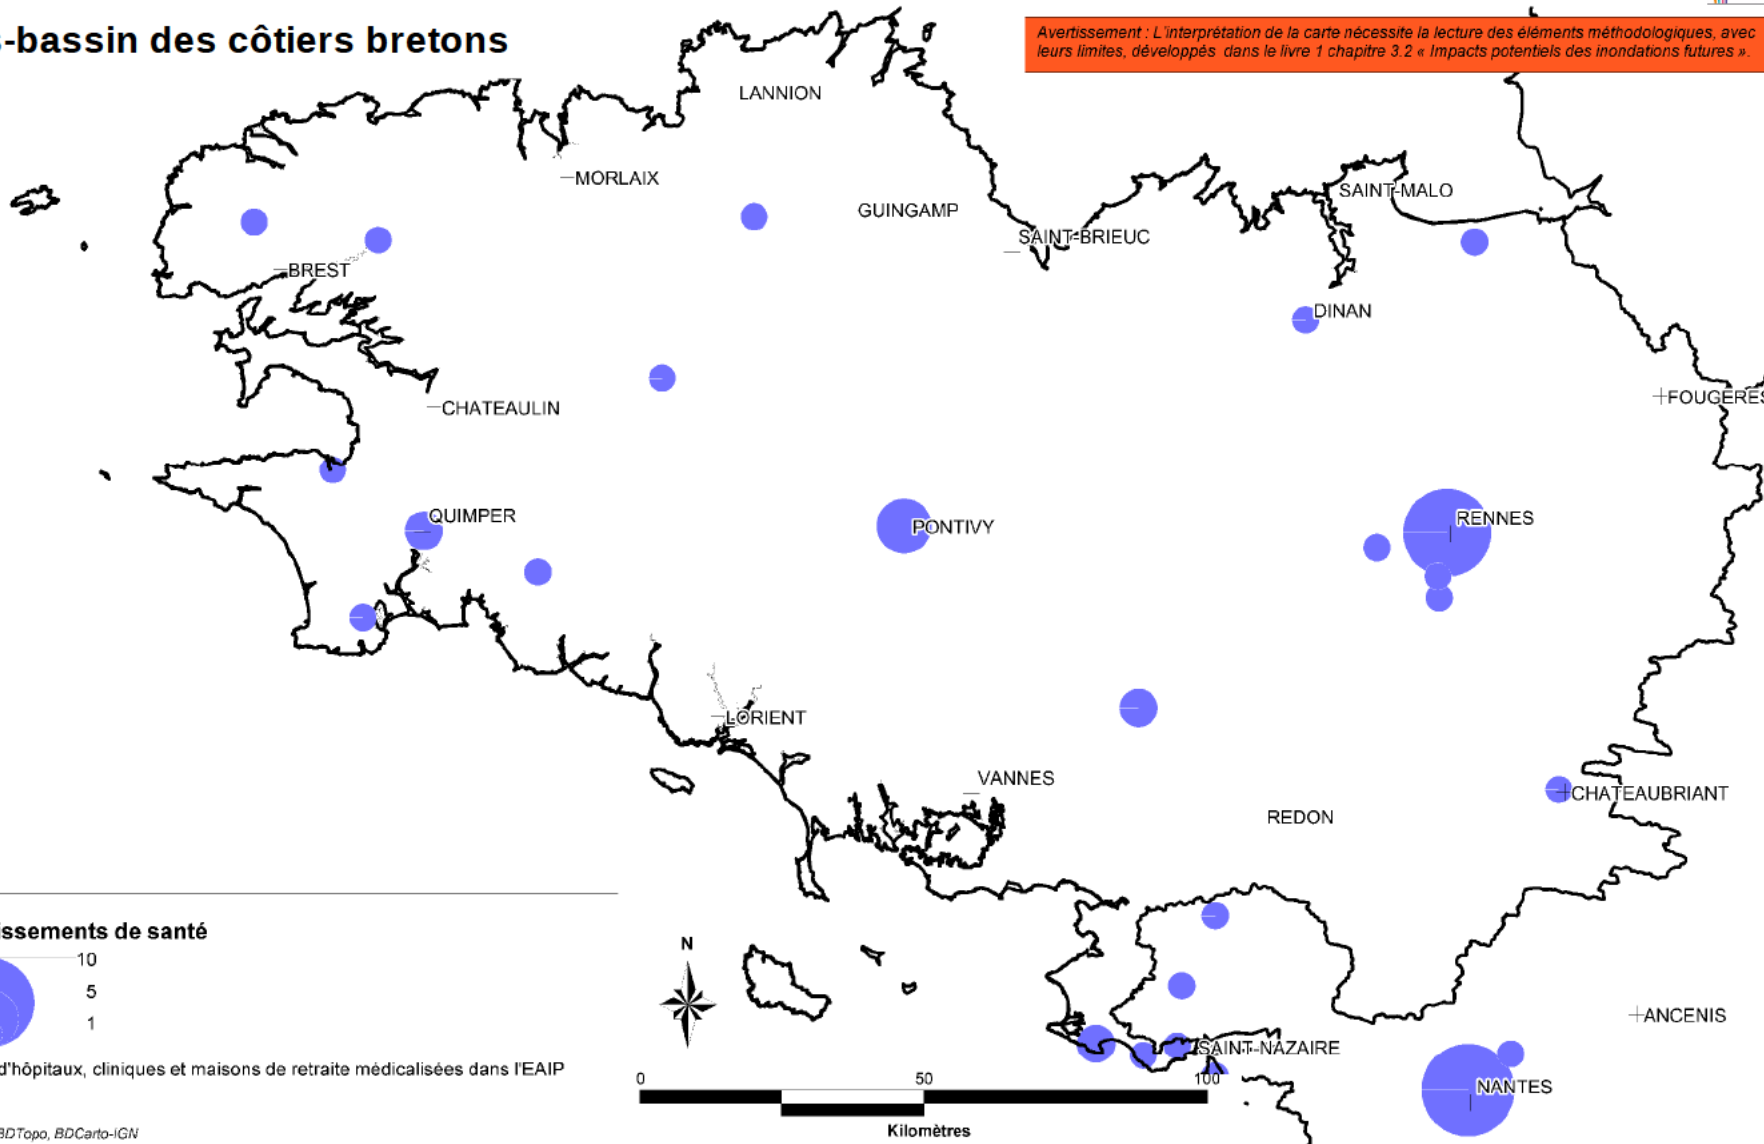 s-bassin des côtiers bretons
Avertissement : L'interprétation de la carte nécessite la lecture des éléments méthodologiques, avec
leurs limites, développés dans le livre 1 chapitre 3.2 « Impacts potentiels des inondations futures ».
LANNION
MORLAIX
GUINGAMP
SAINT-MALO
SAINT-BRIEUC
BREST
DINAN
CHATEAULIN
FOUGERES
QUIMPER
PONTIVY
RENNES
LORIENT
VANNES
CHATEAUBRIANT
REDON
issements de santé
10
5
1
N
ANCENIS
SAINT-NAZAIRE
d'hôpitaux, cliniques et maisons de retraite médicalisées dans l'EAIP
0 50 100
NANTES
Kilomètres
BDTopo, BDCarto-IGN